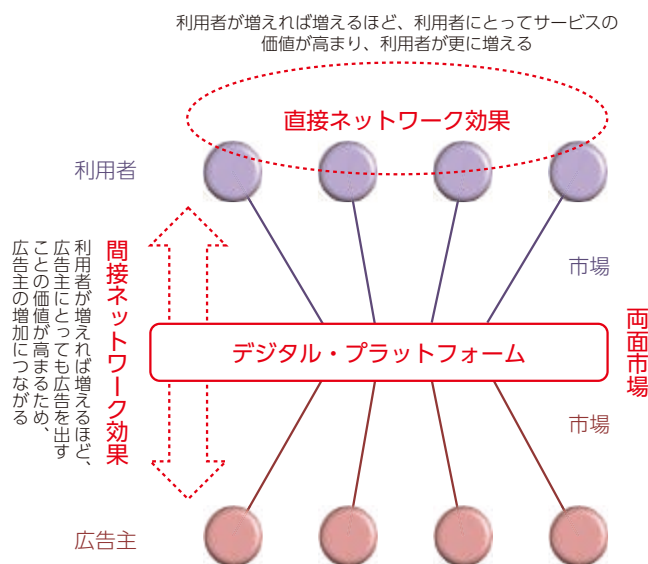 利用者が増えれば増えるほど、利用者にとってサービスの
価値が高まり、利用者が更に増える
直接ネットワーク効果
利用者
間接ネットワーク効果
利用者が増えれば増えるほど、
広告主にとっても広告を出す
ことの価値が高まるため、
広告主の増加につながる
市場
デジタル・プラットフォーム
両面市場
市場
広告主